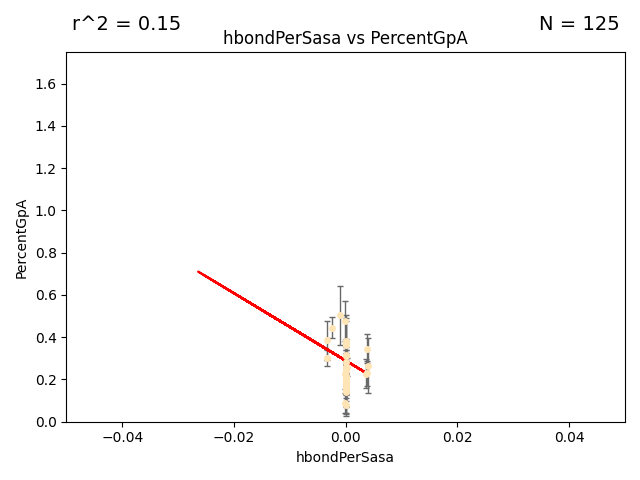 r^2 = 0.15
N = 125
hbondPerSasa vs PercentGpA
PercentGpA
1.6
1.4
1.2
1.0
0.8
0.6
0.4
0.2
0.0
−0.04
−0.02
0.00
0.02
0.04
hbondPerSasa